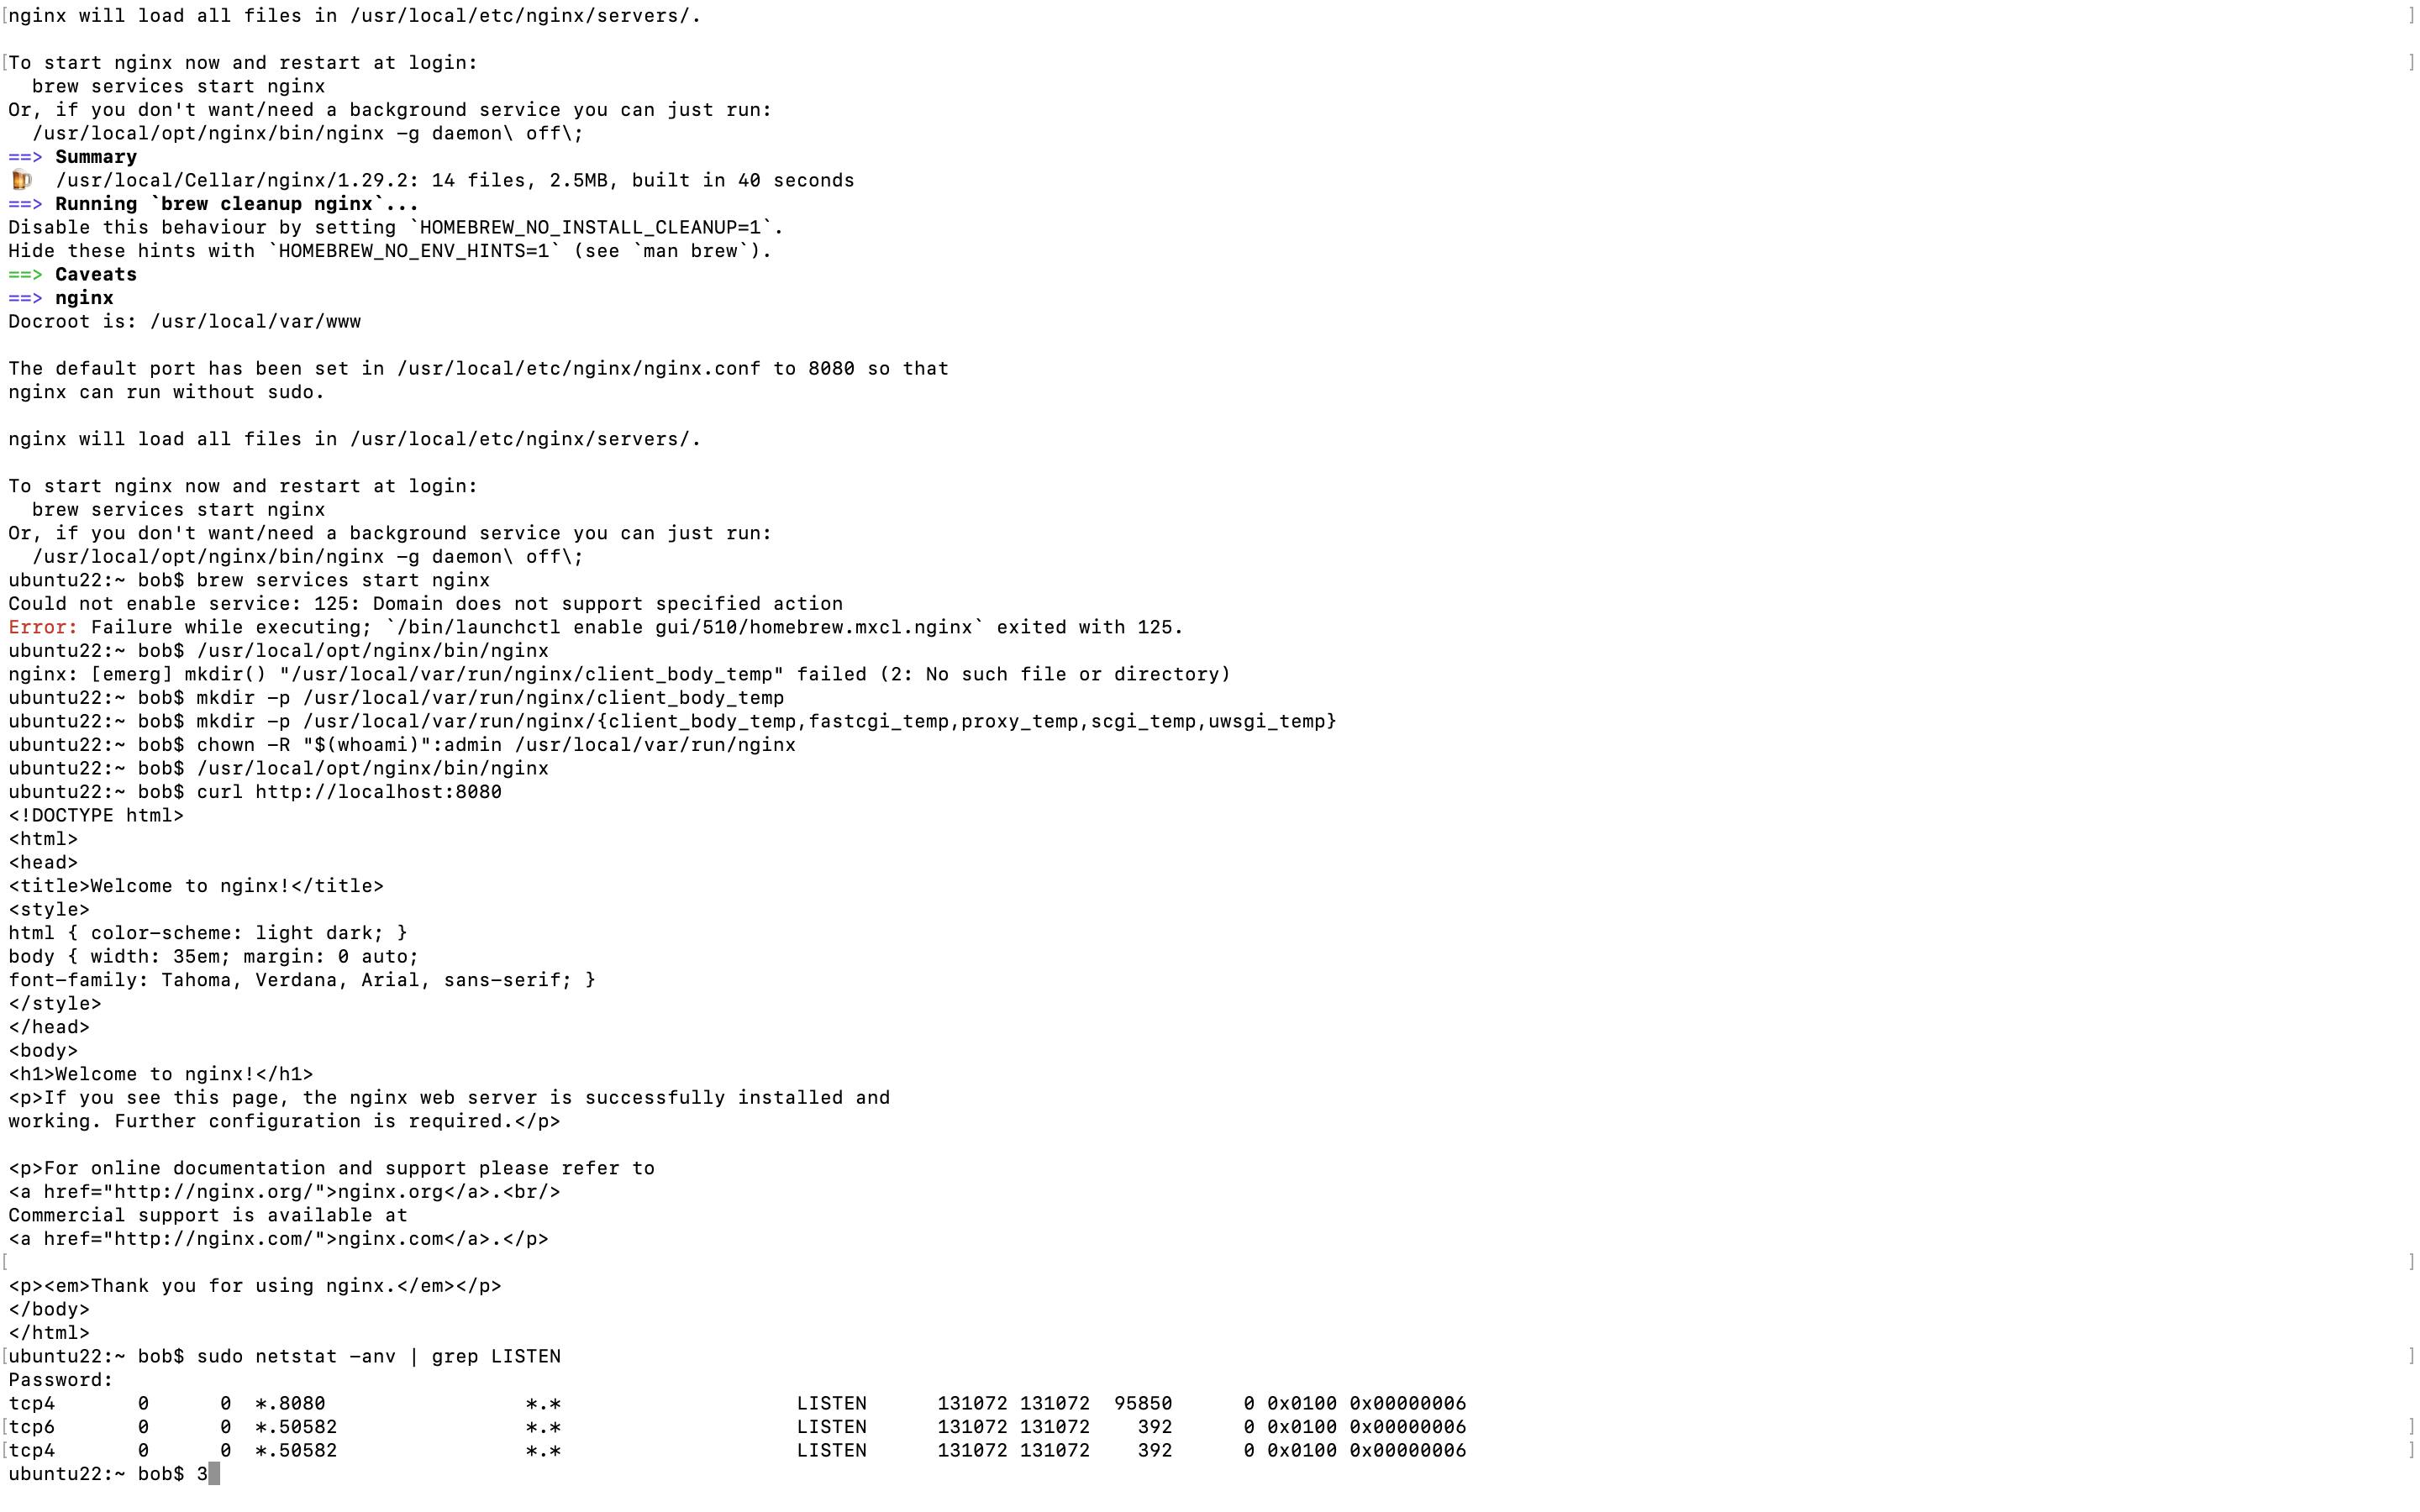 [nginx will load all files in /usr/local/etc/nginx/servers/. ]

[To start nginx now and restart at login: ]
  brew services start nginx
Or, if you don't want/need a background service you can just run:
  /usr/local/opt/nginx/bin/nginx -g daemon\ off\;
==> Summary
🍺  /usr/local/Cellar/nginx/1.29.2: 14 files, 2.5MB, built in 40 seconds
==> Running `brew cleanup nginx`...
Disable this behaviour by setting `HOMEBREW_NO_INSTALL_CLEANUP=1`.
Hide these hints with `HOMEBREW_NO_ENV_HINTS=1` (see `man brew`).
==> Caveats
==> nginx
Docroot is: /usr/local/var/www

The default port has been set in /usr/local/etc/nginx/nginx.conf to 8080 so that
nginx can run without sudo.

nginx will load all files in /usr/local/etc/nginx/servers/.

To start nginx now and restart at login:
  brew services start nginx
Or, if you don't want/need a background service you can just run:
  /usr/local/opt/nginx/bin/nginx -g daemon\ off\;
ubuntu22:~ bob$ brew services start nginx
Could not enable service: 125: Domain does not support specified action
Error: Failure while executing; `/bin/launchctl enable gui/510/homebrew.mxcl.nginx` exited with 125.
ubuntu22:~ bob$ /usr/local/opt/nginx/bin/nginx
nginx: [emerg] mkdir() "/usr/local/var/run/nginx/client_body_temp" failed (2: No such file or directory)
ubuntu22:~ bob$ mkdir -p /usr/local/var/run/nginx/client_body_temp
ubuntu22:~ bob$ mkdir -p /usr/local/var/run/nginx/{client_body_temp,fastcgi_temp,proxy_temp,scgi_temp,uwsgi_temp}
ubuntu22:~ bob$ chown -R "$(whoami)":admin /usr/local/var/run/nginx
ubuntu22:~ bob$ /usr/local/opt/nginx/bin/nginx
ubuntu22:~ bob$ curl http://localhost:8080
<!DOCTYPE html>
<html>
<head>
<title>Welcome to nginx!</title>
<style>
html { color-scheme: light dark; }
body { width: 35em; margin: 0 auto;
font-family: Tahoma, Verdana, Arial, sans-serif; }
</style>
</head>
<body>
<h1>Welcome to nginx!</h1>
<p>If you see this page, the nginx web server is successfully installed and
working. Further configuration is required.</p>

<p>For online documentation and support please refer to
<a href="http://nginx.org/">nginx.org</a>.<br/>
Commercial support is available at
<a href="http://nginx.com/">nginx.com</a>.</p>
[ ]
<p><em>Thank you for using nginx.</em></p>
</body>
</html>
[ubuntu22:~ bob$ sudo netstat -anv | grep LISTEN ]
Password:
tcp4       0      0  *.8080                 *.*                    LISTEN      131072 131072  95850      0 0x0100 0x00000006
[tcp6       0      0  *.50582                *.*                    LISTEN      131072 131072    392      0 0x0100 0x00000006 ]
[tcp4       0      0  *.50582                *.*                    LISTEN      131072 131072    392      0 0x0100 0x00000006 ]
ubuntu22:~ bob$ 3